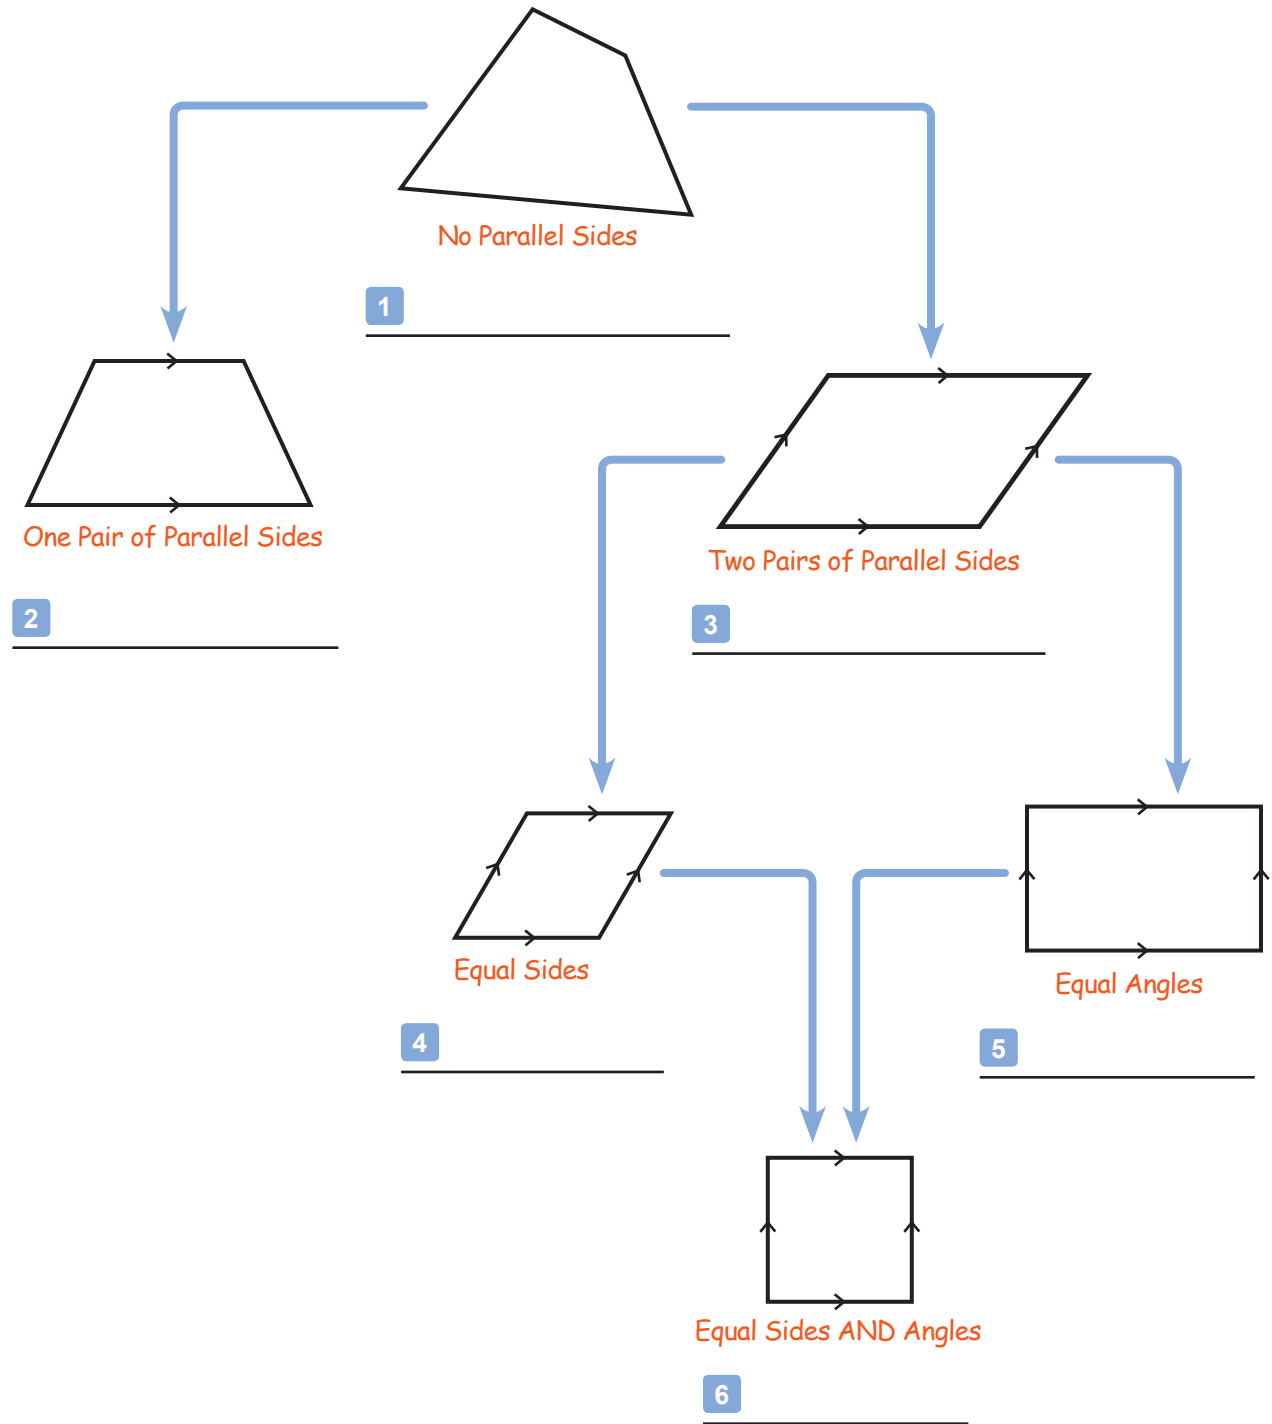 No Parallel Sides
1
One Pair of Parallel Sides
Two Pairs of Parallel Sides
2
3
Equal Sides
Equal Angles
4
5
Equal Sides AND Angles
6